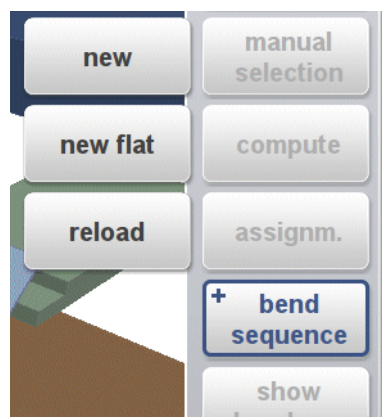 new
manual
selection
new flat
compute
reload
assignm.
+ bend
sequence
show